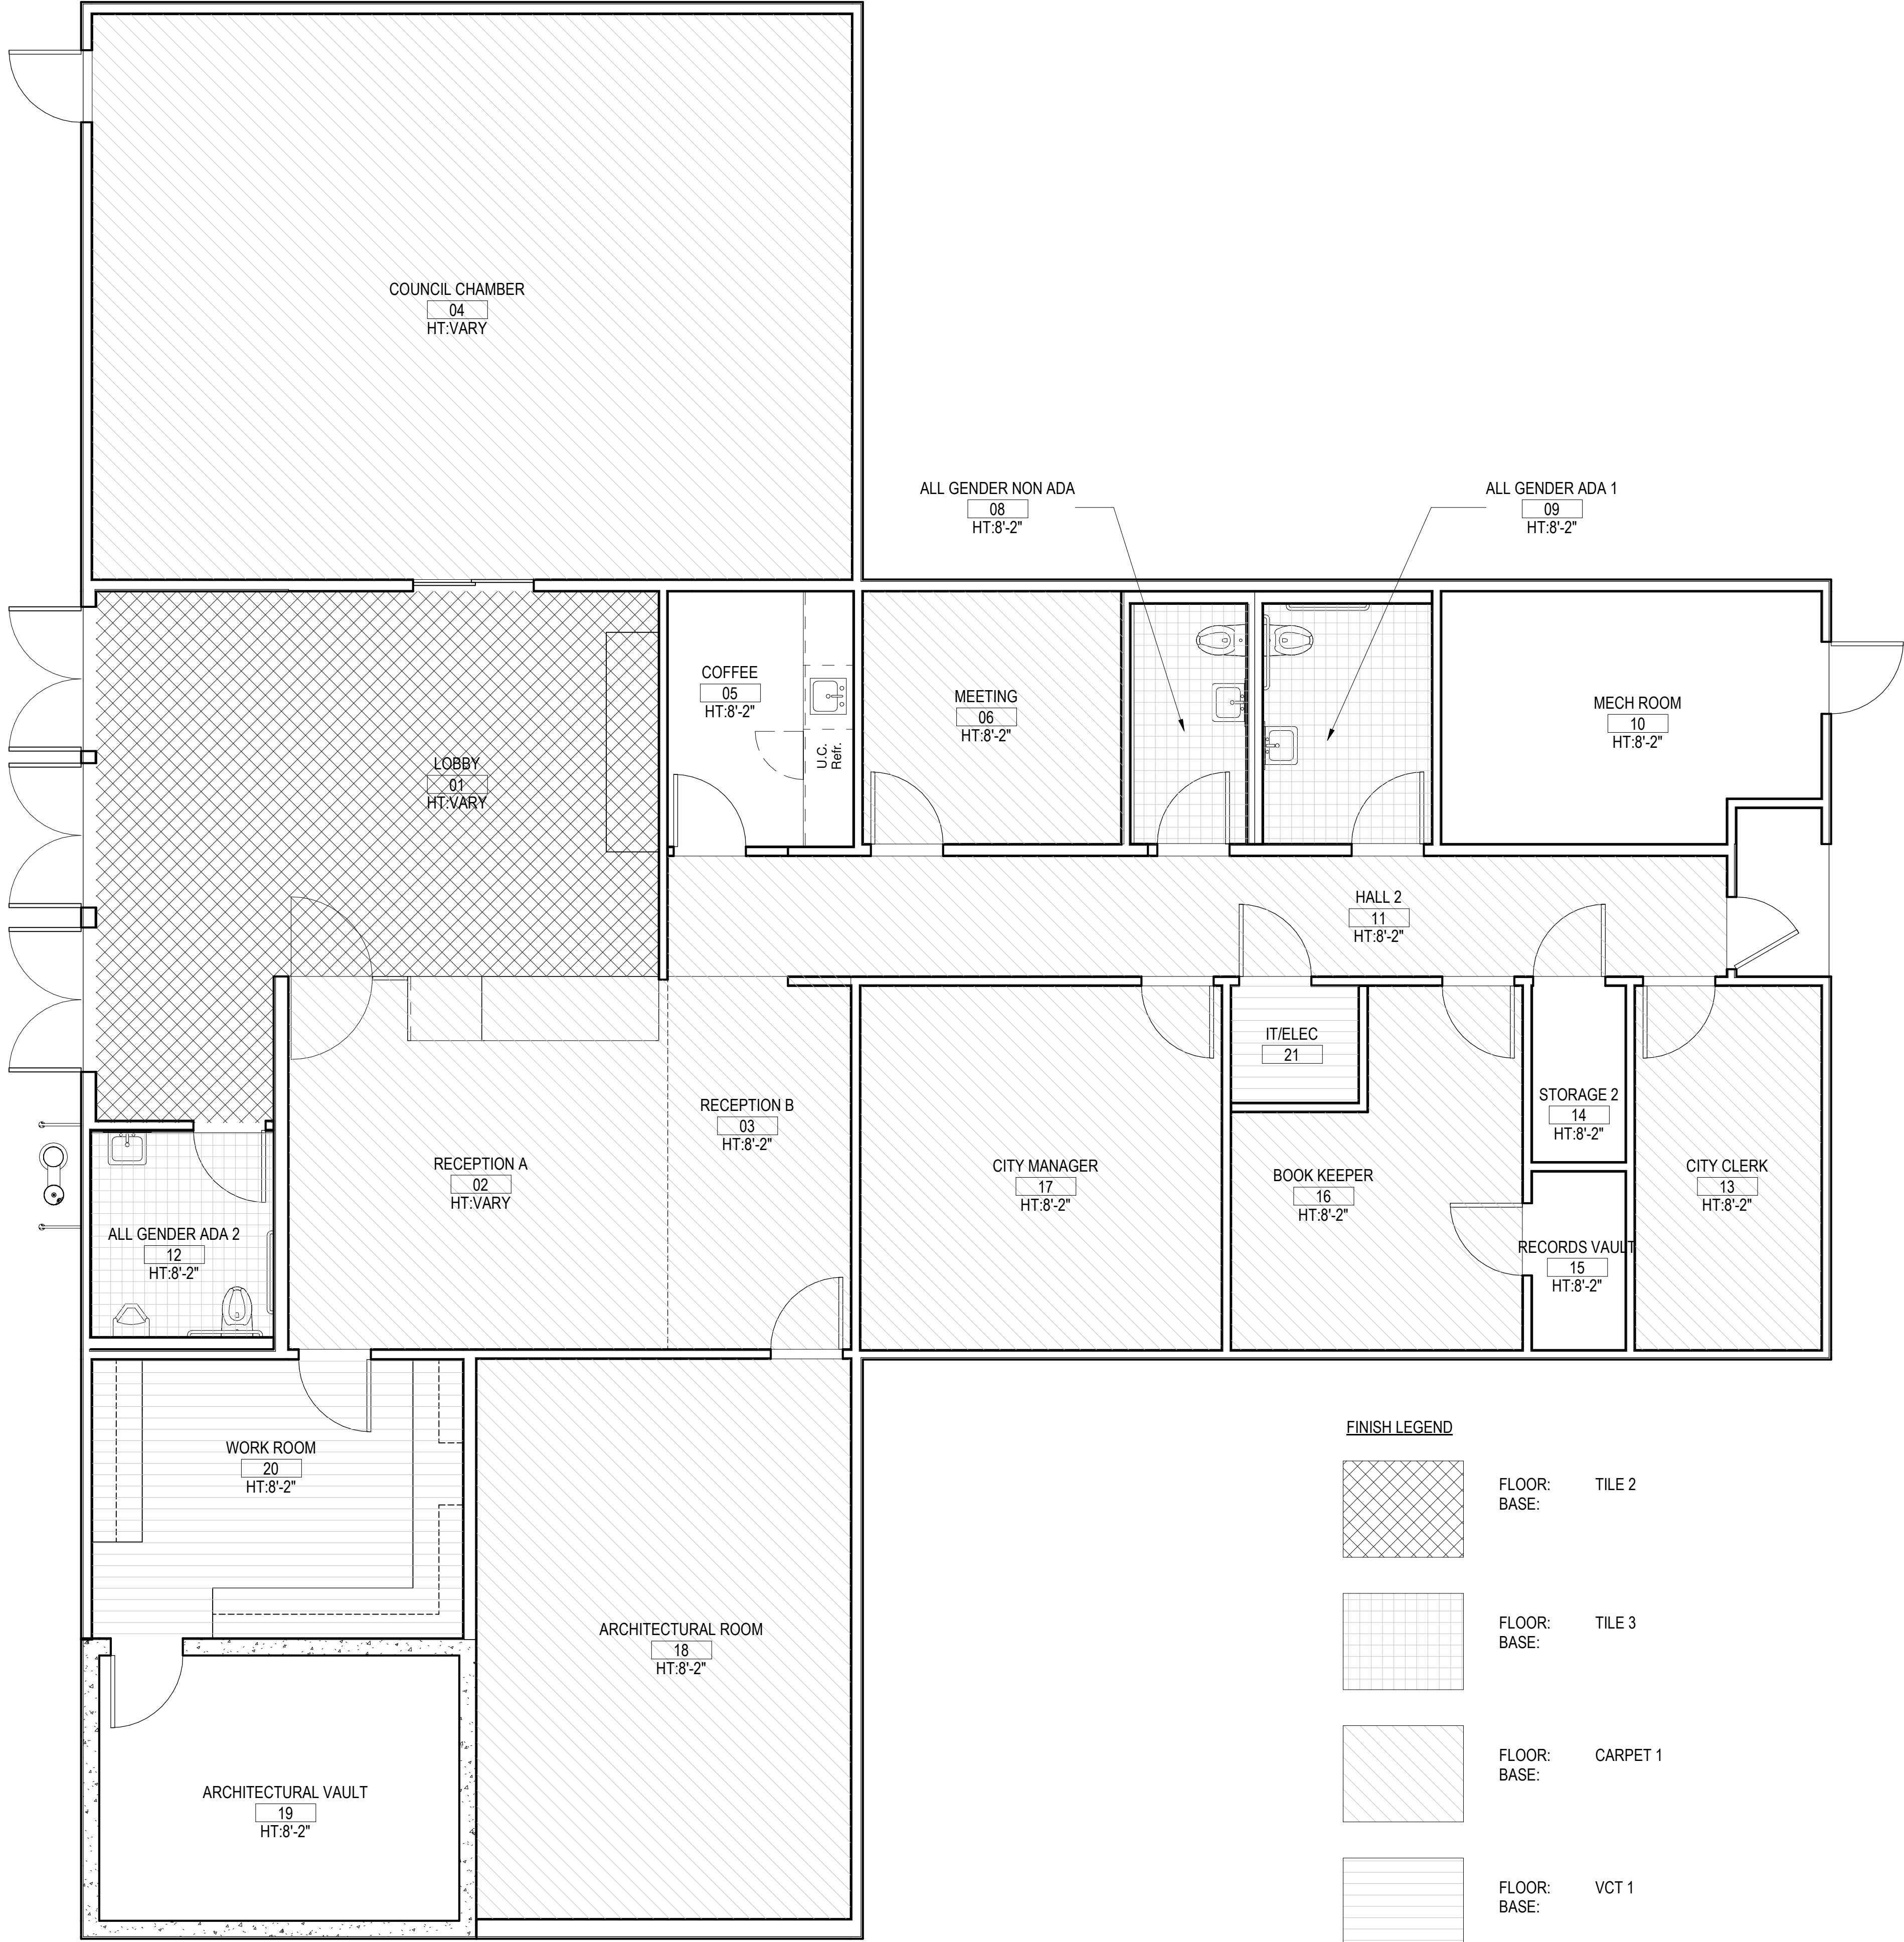 COUNCIL CHAMBER
04
HT:VARY
ALL GENDER NON ADA
08
HT:8'-2"
ALL GENDER ADA 1
09
HT:8'-2"
LOBBY
01
HT:VARY
COFFEE
05
HT:8'-2"
U.C.
Refr.
MEETING
06
HT:8'-2"
MECH ROOM
10
HT:8'-2"
HALL 2
11
HT:8'-2"
RECEPTION A
02
HT:VARY
RECEPTION B
03
HT:8'-2"
CITY MANAGER
17
HT:8'-2"
IT/ELEC
21
BOOK KEEPER
16
HT:8'-2"
STORAGE 2
14
HT:8'-2"
RECORDS VAULT
15
HT:8'-2"
CITY CLERK
13
HT:8'-2"
ALL GENDER ADA 2
12
HT:8'-2"
WORK ROOM
20
HT:8'-2"
ARCHITECTURAL ROOM
18
HT:8'-2"
ARCHITECTURAL VAULT
19
HT:8'-2"
FINISH LEGEND
FLOOR: TILE 2
BASE:
FLOOR: TILE 3
BASE:
FLOOR: CARPET 1
BASE:
FLOOR: VCT 1
BASE: